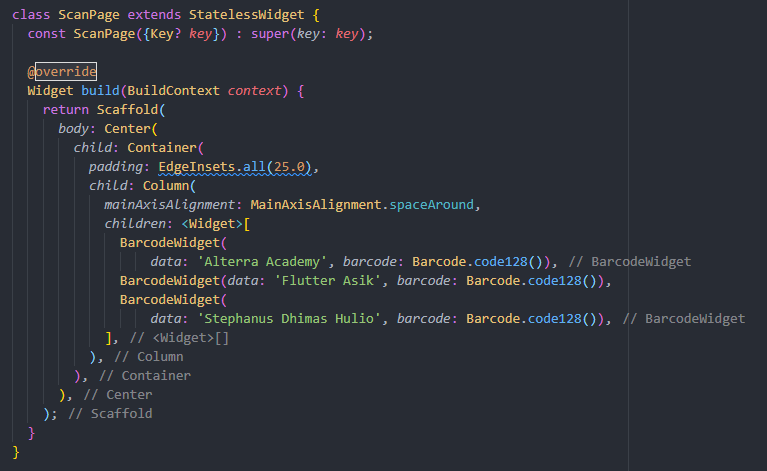 class ScanPage extends StatelessWidget {
  const ScanPage({Key? key}) : super(key: key);

  @override
  Widget build(BuildContext context) {
    return Scaffold(
      body: Center(
        child: Container(
          padding: EdgeInsets.all(25.0),
          child: Column(
            mainAxisAlignment: MainAxisAlignment.spaceAround,
            children: <Widget>[
              BarcodeWidget(
                  data: 'Alterra Academy', barcode: Barcode.code128()), // BarcodeWidget
              BarcodeWidget(data: 'Flutter Asik', barcode: Barcode.code128()),
              BarcodeWidget(
                  data: 'Stephanus Dhimas Hulio', barcode: Barcode.code128()), // BarcodeWidget
            ], // <Widget>[]
          ), // Column
        ), // Container
      ), // Center
    ); // Scaffold
  }
}